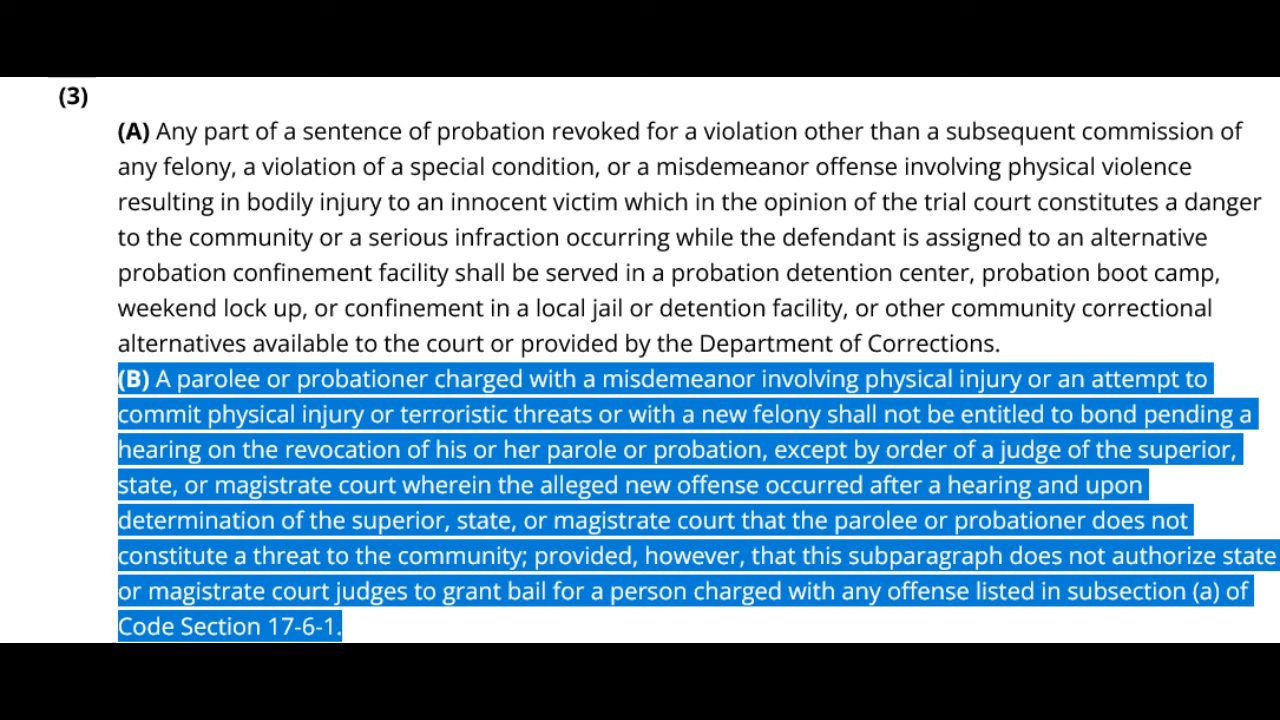 (3)
(A) Any part of a sentence of probation revoked for a violation other than a subsequent commission of
any felony, a violation of a special condition, or a misdemeanor offense involving physical violence
resulting in bodily injury to an innocent victim which in the opinion of the trial court constitutes a danger
to the community or a serious infraction occurring while the defendant is assigned to an alternative
probation confinement facility shall be served in a probation detention center, probation boot camp,
weekend lock up, or confinement in a local jail or detention facility, or other community correctional
alternatives available to the court or provided by the Department of Corrections.
(B) A parolee or probationer charged with a misdemeanor involving physical injury or an attempt to
commit physical injury or terroristic threats or with a new felony shall not be entitled to bond pending a
hearing on the revocation of his or her parole or probation, except by order of a judge of the superior,
state, or magistrate court wherein the alleged new offense occurred after a hearing and upon
determination of the superior, state, or magistrate court that the parolee or probationer does not
constitute a threat to the community; provided, however, that this subparagraph does not authorize state
or magistrate court judges to grant bail for a person charged with any offense listed in subsection (a) of
Code Section 17-6-1.